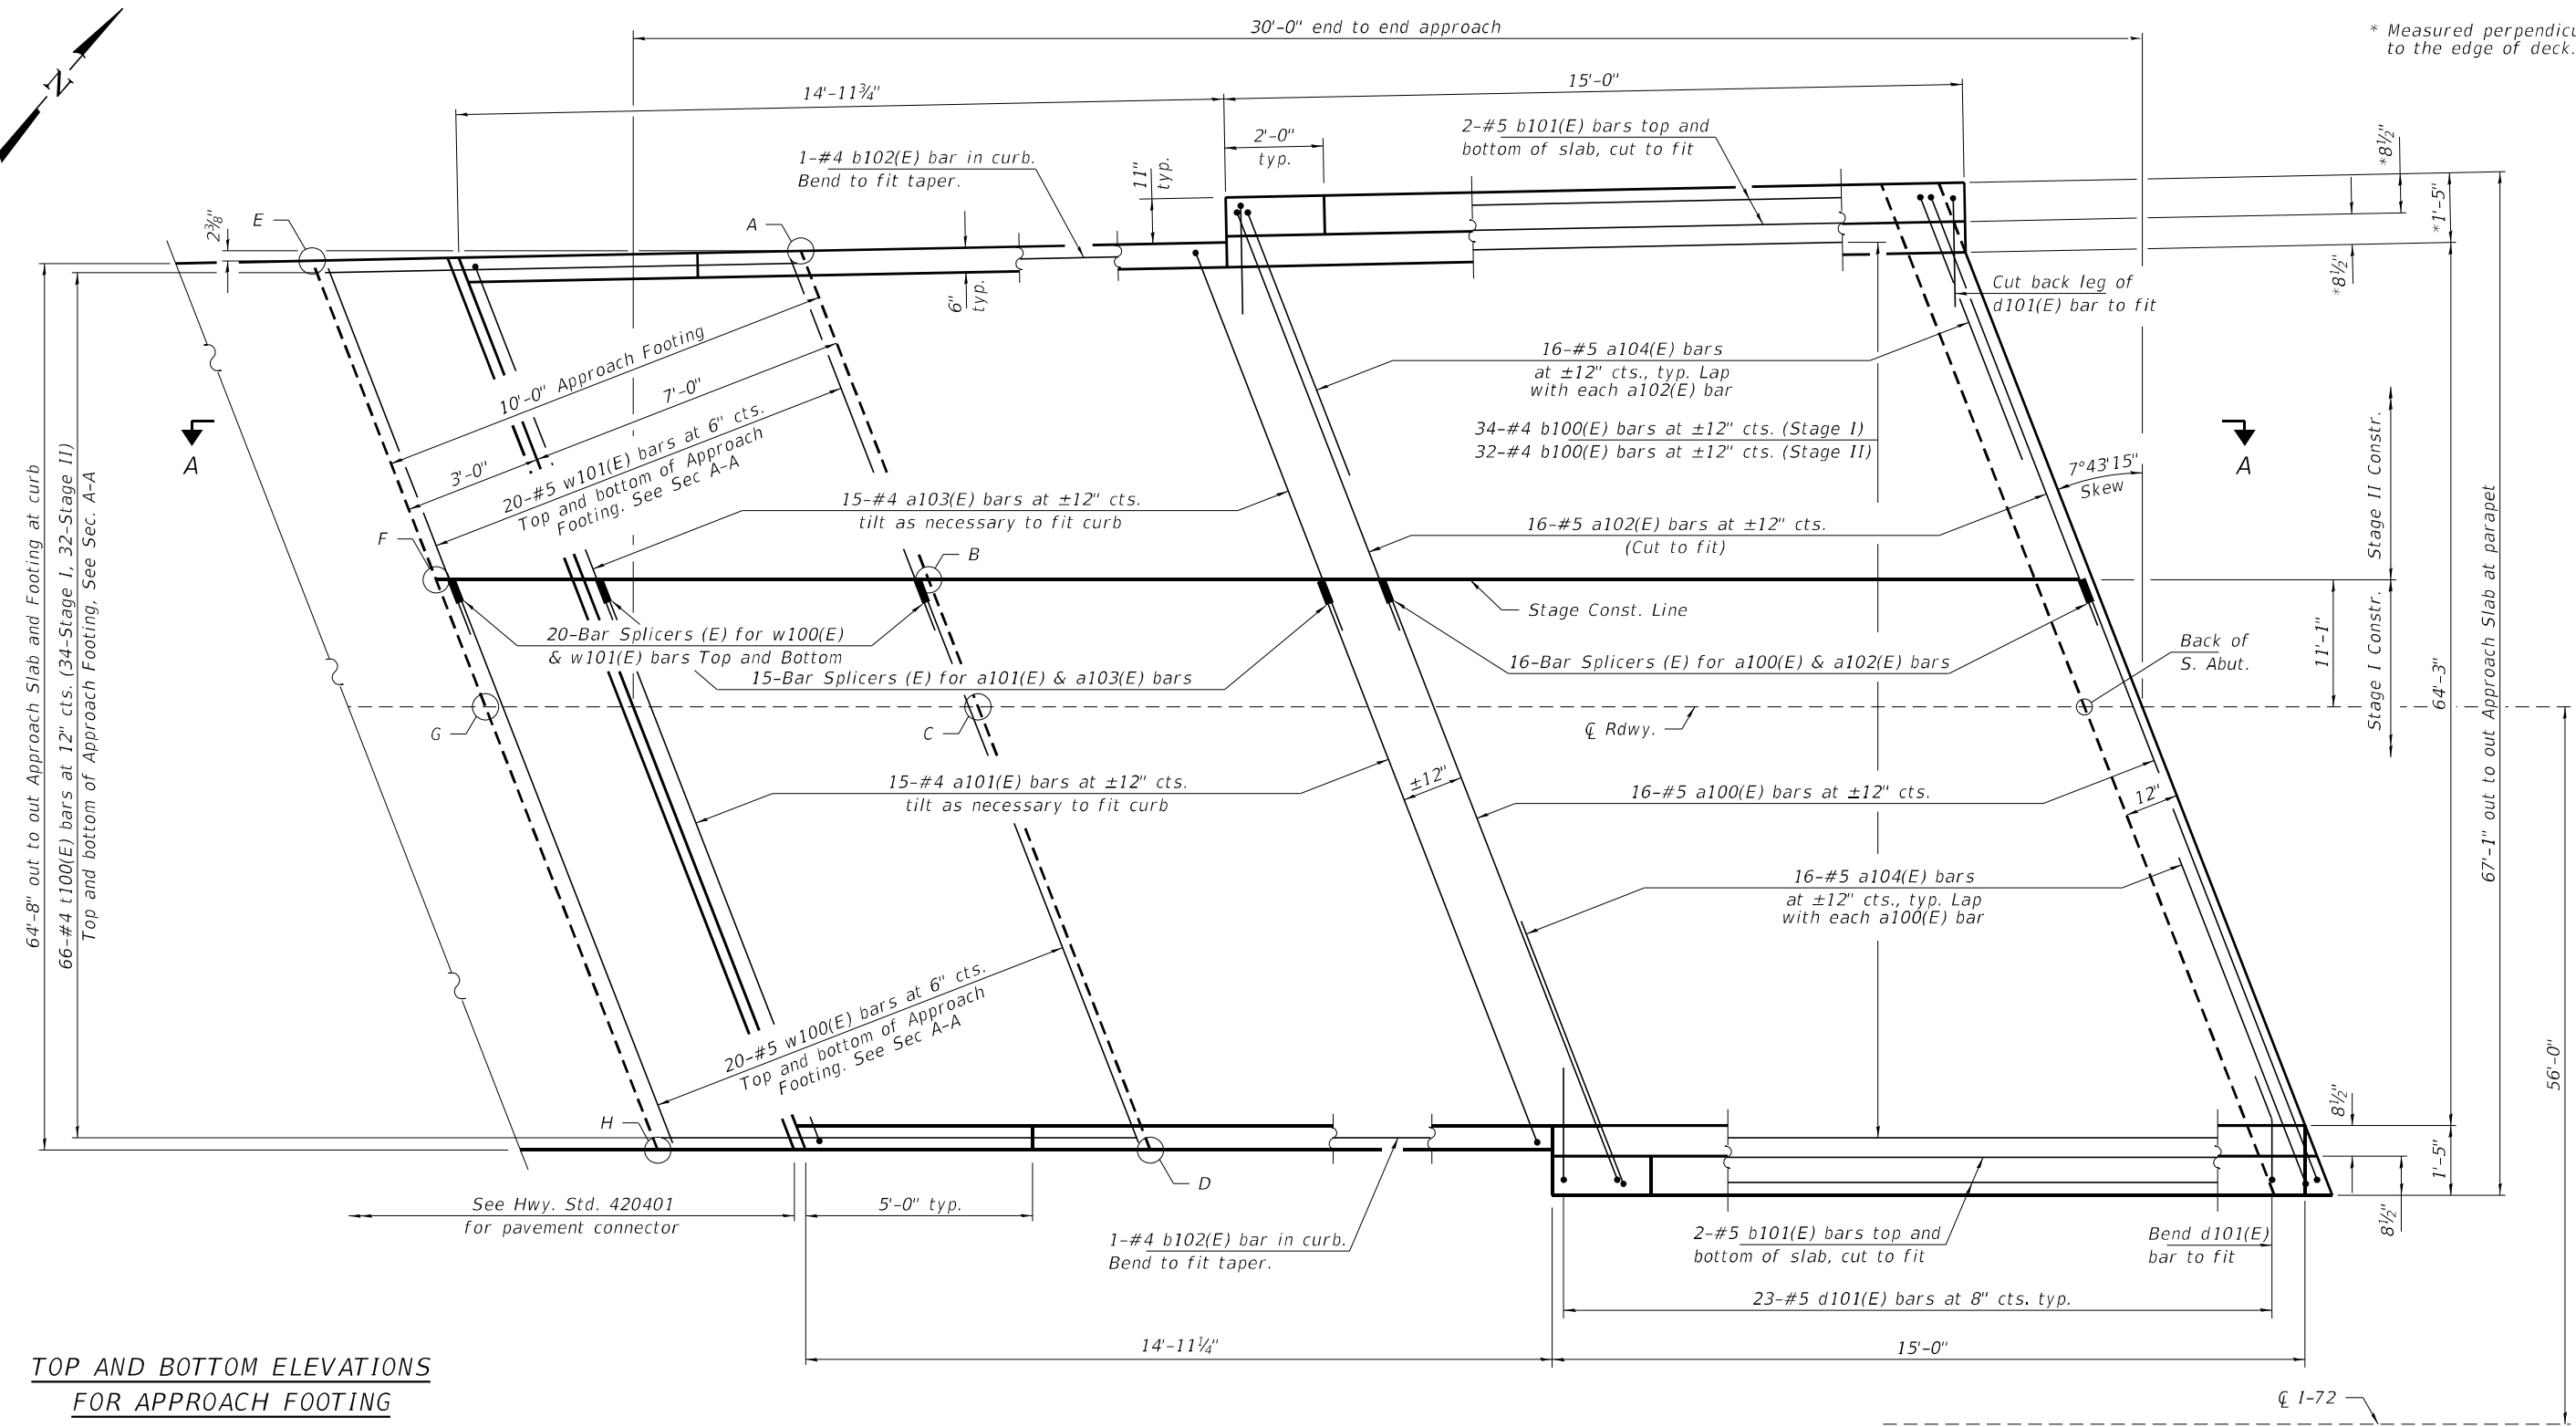 30'-0" end to end approach
* Measured
to the edge of deck.
N
14'-11¾"
15'-0"
2'-0"
typ.
2-#5 b101(E) bars top and
bottom of slab, cut to fit
1-#4 b102(E) bar in curb.
Bend to fit taper.
11"
typ.
*8½"
*1'-5"
2⅜"
E
A
6"
typ.
*8½"
Cut back leg of
d101(E) bar to fit
10'-0" Approach Footing
7'-0"
3'-0"
20-#5 w101(E) bars at 6" cts.
Top and bottom of Approach
Footing. See Sec A-A
16-#5 a104(E) bars
at ±12" cts., typ. Lap
with each a102(E) bar
34-#4 b100(E) bars at ±12" cts. (Stage I)
32-#4 b100(E) bars at ±12" cts. (Stage II)
A
A
7°43'15"
Skew
Stage II Constr.
15-#4 a103(E) bars at ±12" cts.
tilt as necessary to fit curb
16-#5 a102(E) bars at ±12" cts.
(Cut to fit)
F
B
Stage Const. Line
20-Bar Splicers (E) for w100(E)
& w101(E) bars Top and Bottom
15-Bar Splicers (E) for a101(E) & a103(E) bars
16-Bar Splicers (E) for a100(E) & a102(E) bars
Back of
S. Abut.
11'-1"
Stage I Constr.
64'-3"
67'-1" out to out Approach Slab at parapet
64'-8" out to out Approach Slab and Footing at curb
66-#4 t100(E) bars at 12" cts. (34-Stage I, 32-Stage II)
Top and bottom of Approach Footing, See Sec. A-A
G
C
℄ Rdwy.
15-#4 a101(E) bars at ±12" cts.
tilt as necessary to fit curb
±12"
16-#5 a100(E) bars at ±12" cts.
12"
16-#5 a104(E) bars
at ±12" cts., typ. Lap
with each a100(E) bar
20-#5 w100(E) bars at 6" cts.
Top and bottom of Approach
Footing. See Sec A-A
56'-0"
H
D
8½"
1'-5"
8½"
See Hwy. Std. 420401
for pavement connector
5'-0" typ.
1-#4 b102(E) bar in curb.
Bend to fit taper.
2-#5 b101(E) bars top and
bottom of slab, cut to fit
Bend d101(E)
bar to fit
23-#5 d101(E) bars at 8" cts. typ.
14'-11¼"
15'-0"
TOP AND BOTTOM ELEVATIONS
FOR APPROACH FOOTING
℄ I-72